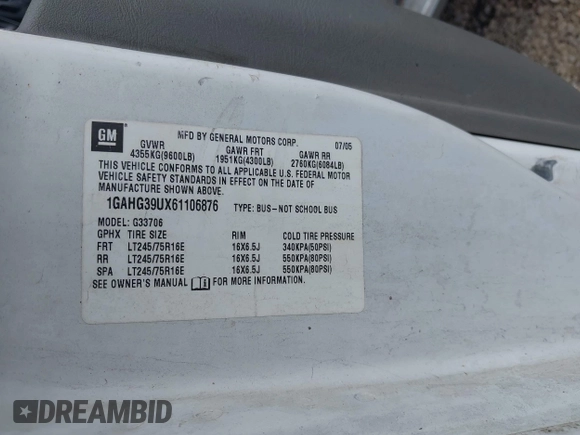 GM
MFD BY GENERAL MOTORS CORP. 07/05
GVWR GAWR FRT GAWR RR
4355KG(9600LB) 1951KG(4300LB) 2760KG(6084LB)
THIS VEHICLE CONFORMS TO ALL APPLICABLE U.S. FEDERAL MOTOR
VEHICLE SAFETY STANDARDS IN EFFECT ON THE DATE OF
MANUFACTURE SHOWN ABOVE.
1GAHG39UX61106876 TYPE: BUS–NOT SCHOOL BUS
MODEL: G33706
GPHX TIRE SIZE RIM COLD TIRE PRESSURE
FRT LT245/75R16E 16X6.5J 340KPA(50PSI)
RR LT245/75R16E 16X6.5J 550KPA(80PSI)
SPA LT245/75R16E 16X6.5J 550KPA(80PSI)
SEE OWNER'S MANUAL FOR MORE INFORMATION.
DREAMBID